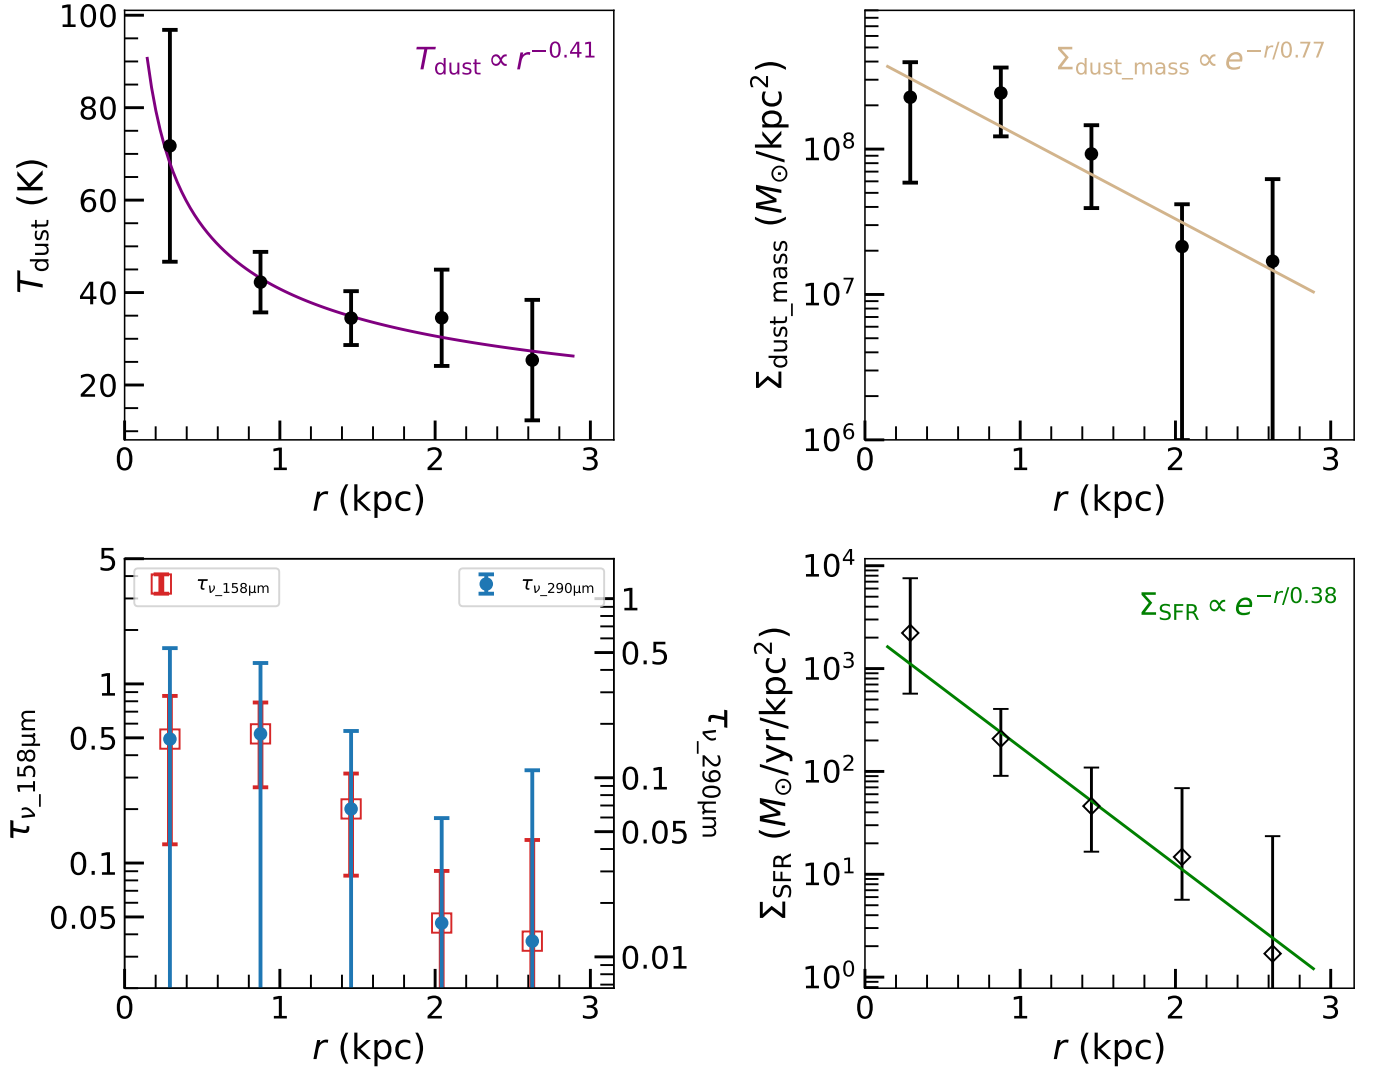 100
80
60
40
20
0 1 2 3
T_dust (K)
r (kpc)
T_dust ∝ r^−0.41
10^8
10^7
10^6
0 1 2 3
Σ_dust_mass (M_⊙/kpc^2)
r (kpc)
Σ_dust_mass ∝ e^−r/0.77
5
1
0.5
0.1
0.05
0 1 2 3
τ_ν_158μm
r (kpc)
τ_ν_158μm
τ_ν_290μm
1
0.5
0.1
0.05
0.01
τ_ν_290μm
10^4
10^3
10^2
10^1
10^0
0 1 2 3
Σ_SFR (M_⊙/yr/kpc^2)
r (kpc)
Σ_SFR ∝ e^−r/0.38